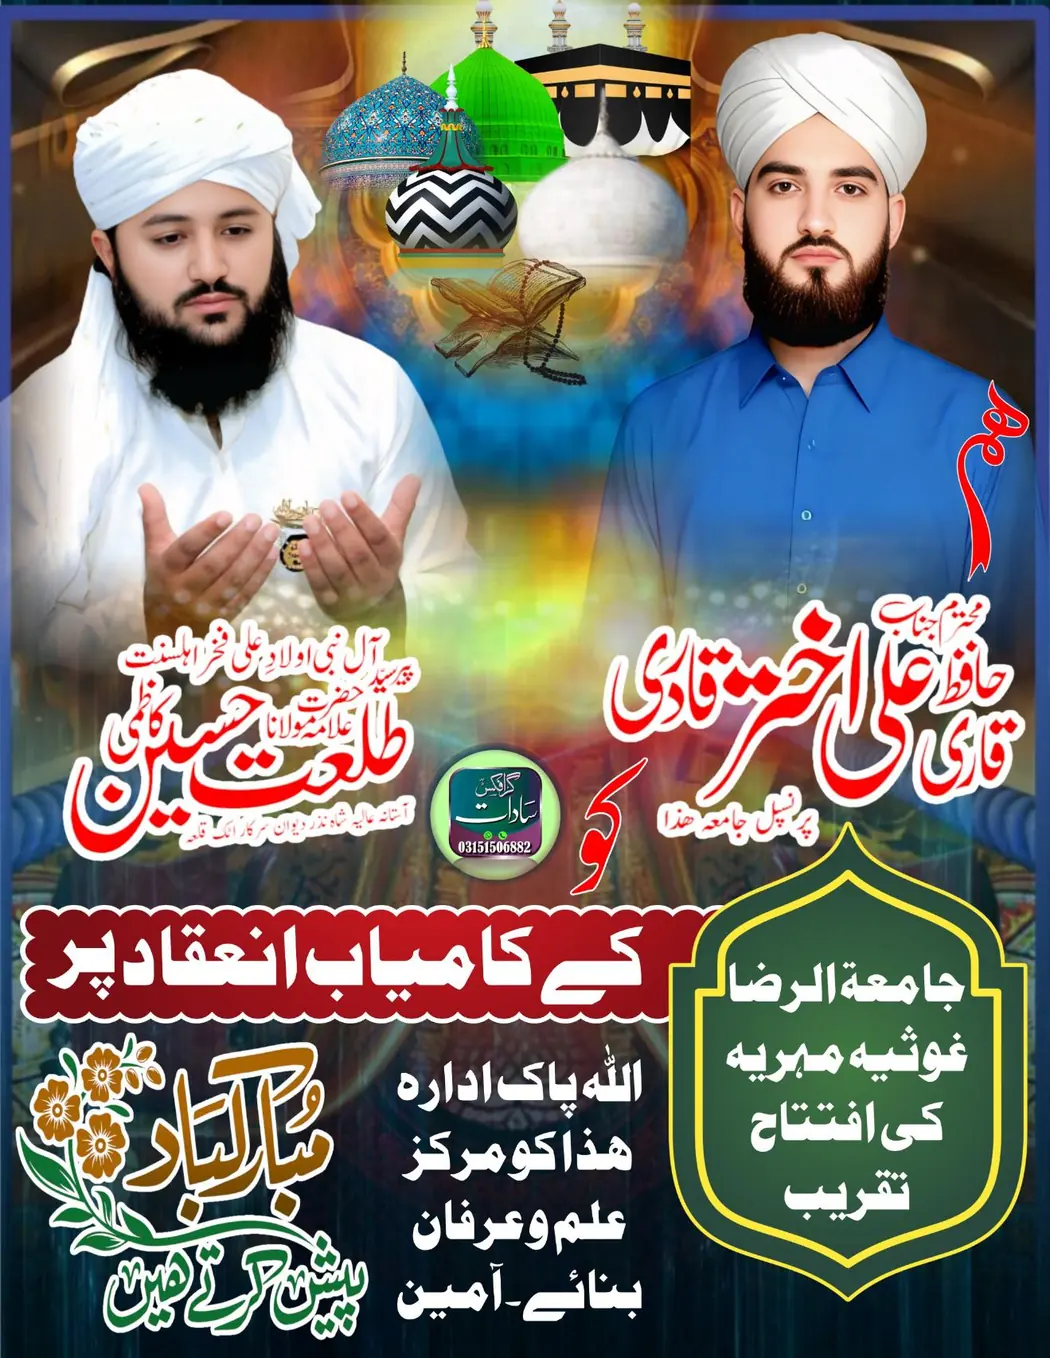 ھم
محترم جناب
حافظ قاری علی اختر قادری
پرنسپل جامعہ ھذا
کو
پیر سید آلِ نبی اولادِ علی فخرِ اہلسنت
حضرت علامہ مولانا
طلعت حسین کاظمی
آستانہ عالیہ شاہ نذر دیوان سرکار اٹک قلعہ
گرافکس
سادات
03151506882
جامعۃ الرضا
غوثیہ مہریہ
کی افتتاح
تقریب
کے کامیاب انعقاد پر
اللہ پاک ادارہ
ھذا کو مرکز
علم و عرفان
بنائے۔ آمین
مُبارکباد
پیش کرتے ھیں